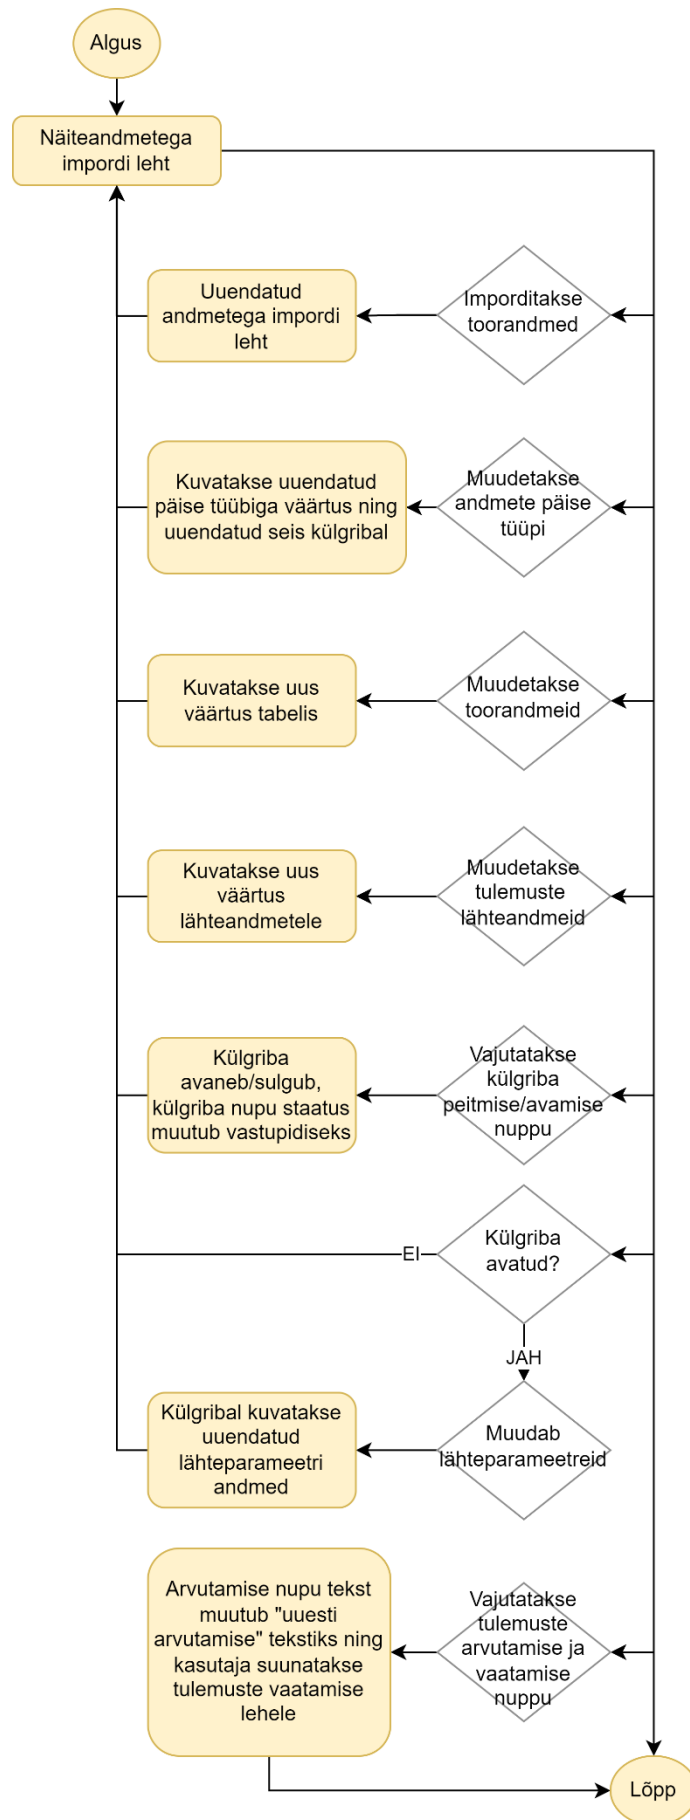 Algus
Näiteandmetega
impordi leht
Uuendatud
andmetega impordi
leht
Imporditakse
toorandmed
Kuvatakse uuendatud
päise tüübiga väärtus ning
uuendatud seis külgribal
Muudetakse
andmete päise
tüüpi
Kuvatakse uus
väärtus tabelis
Muudetakse
toorandmeid
Kuvatakse uus
väärtus
lähteandmetele
Muudetakse
tulemuste
lähteandmeid
Külgriba
avaneb/sulgub,
külgriba nupu staatus
muutub vastupidiseks
Vajutatakse
külgriba
peitmise/avamise
nuppu
Külgriba
avatud?
EI
JAH
Külgribal kuvatakse
uuendatud
lähteparameetri
andmed
Muudab
lähteparameetreid
Arvutamise nupu tekst
muutub "uuesti
arvutamise" tekstiks ning
kasutaja suunatakse
tulemuste vaatamise
lehele
Vajutatakse
tulemuste
arvutamise ja
vaatamise
nuppu
Lõpp